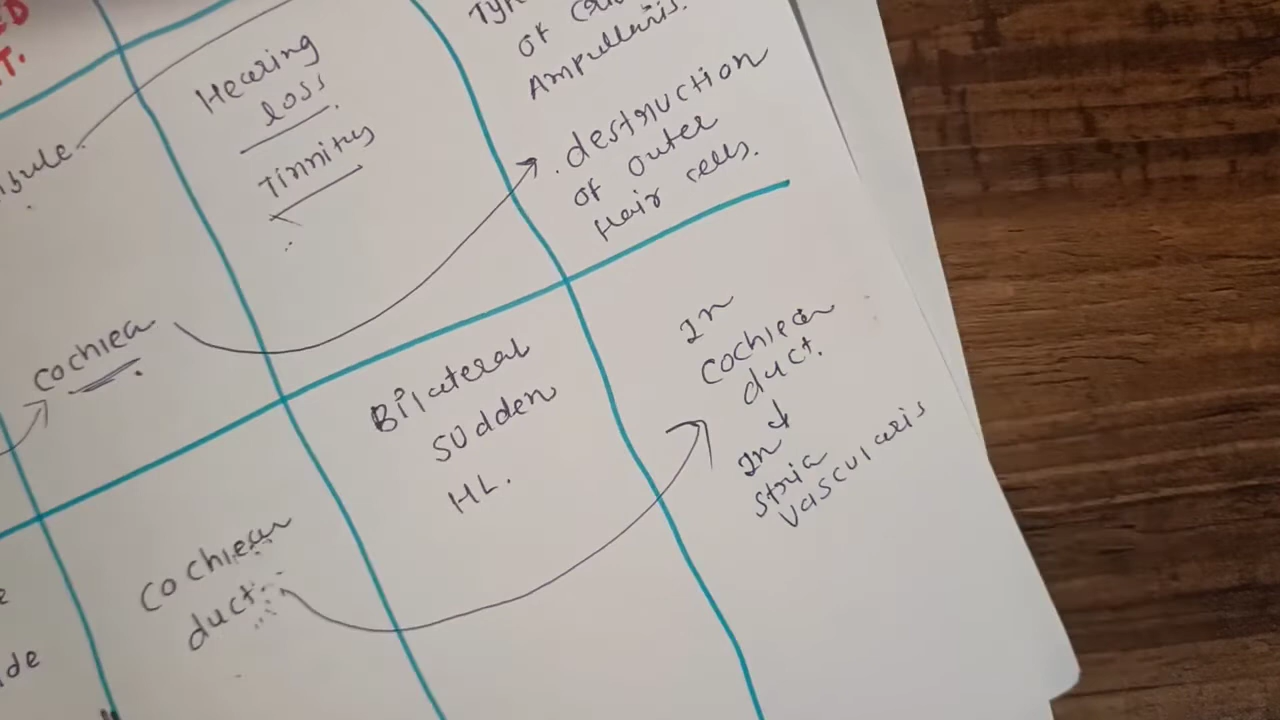 Hearing
loss
Tinnitus
of
Ampullaris.
. destruction
of outer
Hair cells.
cochlear
Bilateral
sudden
HL.
In
cochlear
duct.
In
stria
vascularis
cochlear
duct.